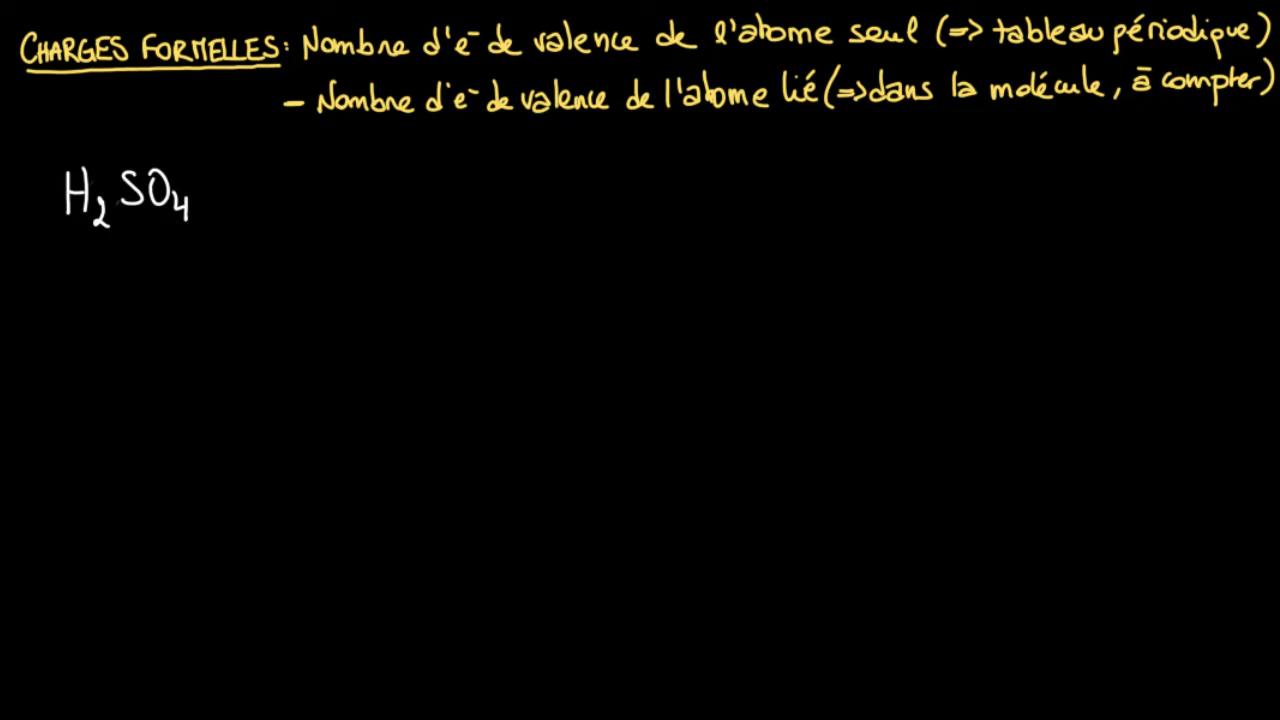 CHARGES FORMELLES: Nombre d'e⁻ de valence de l'atome seul (=> tableau périodique)
- Nombre d'e⁻ de valence de l'atome lié (=> dans la molécule, à compter)
H₂SO₄